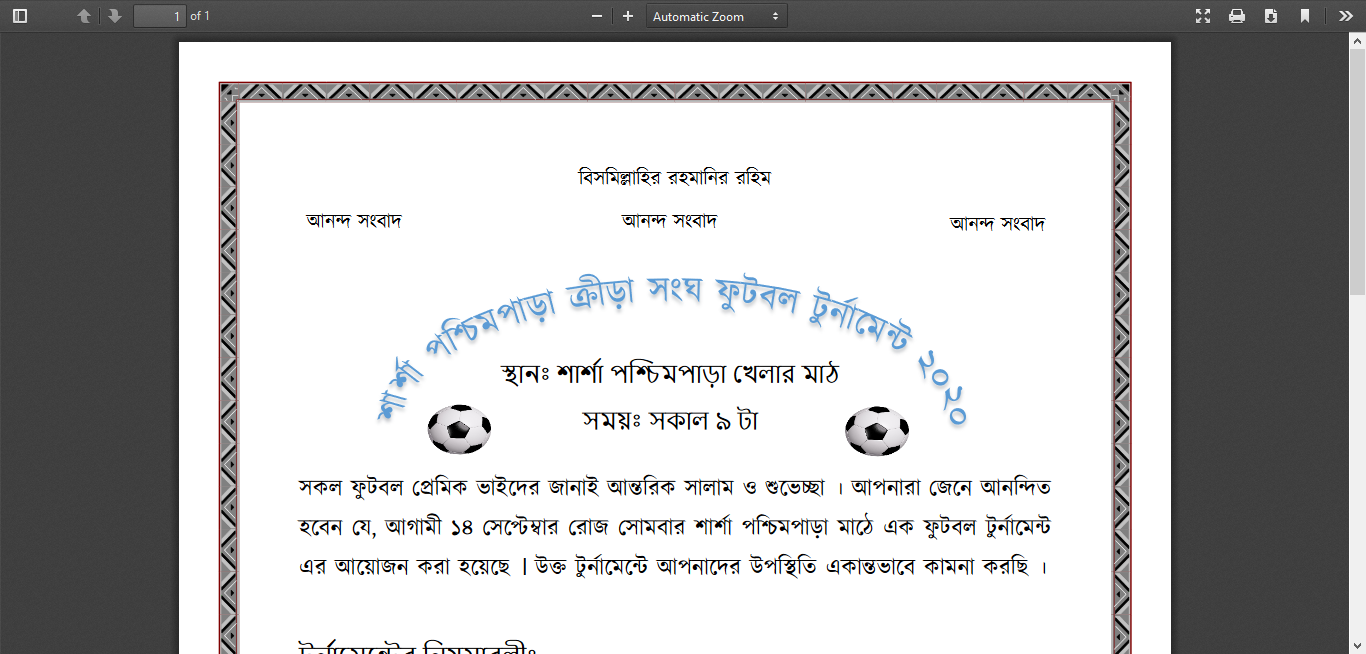 1 of 1 Automatic Zoom
বিসমিল্লাহির রহমানির রহিম
আনন্দ সংবাদ আনন্দ সংবাদ আনন্দ সংবাদ
শার্শা পশ্চিমপাড়া ক্রীড়া সংঘ ফুটবল টুর্নামেন্ট ২০২০
স্থানঃ শার্শা পশ্চিমপাড়া খেলার মাঠ
সময়ঃ সকাল ৯ টা
সকল ফুটবল প্রেমিক ভাইদের জানাই আন্তরিক সালাম ও শুভেচ্ছা । আপনারা জেনে আনন্দিত
হবেন যে, আগামী ১৪ সেপ্টেম্বার রোজ সোমবার শার্শা পশ্চিমপাড়া মাঠে এক ফুটবল টুর্নামেন্ট
এর আয়োজন করা হয়েছে । উক্ত টুর্নামেন্টে আপনাদের উপস্থিতি একান্তভাবে কামনা করছি ।
টুর্নামেন্টের নিয়মাবলীঃ